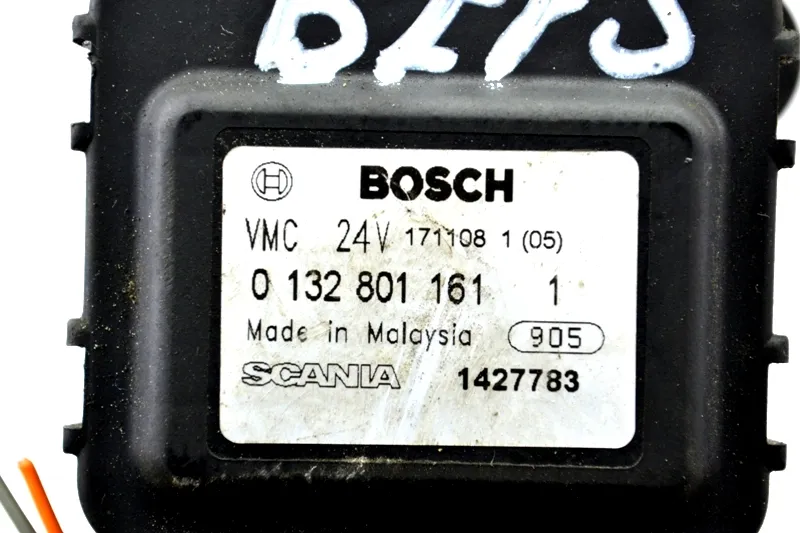 BOSCH
VMC 24V 171108 1 (05)
0 132 801 161 1
Made in Malaysia 905
SCANIA 1427783